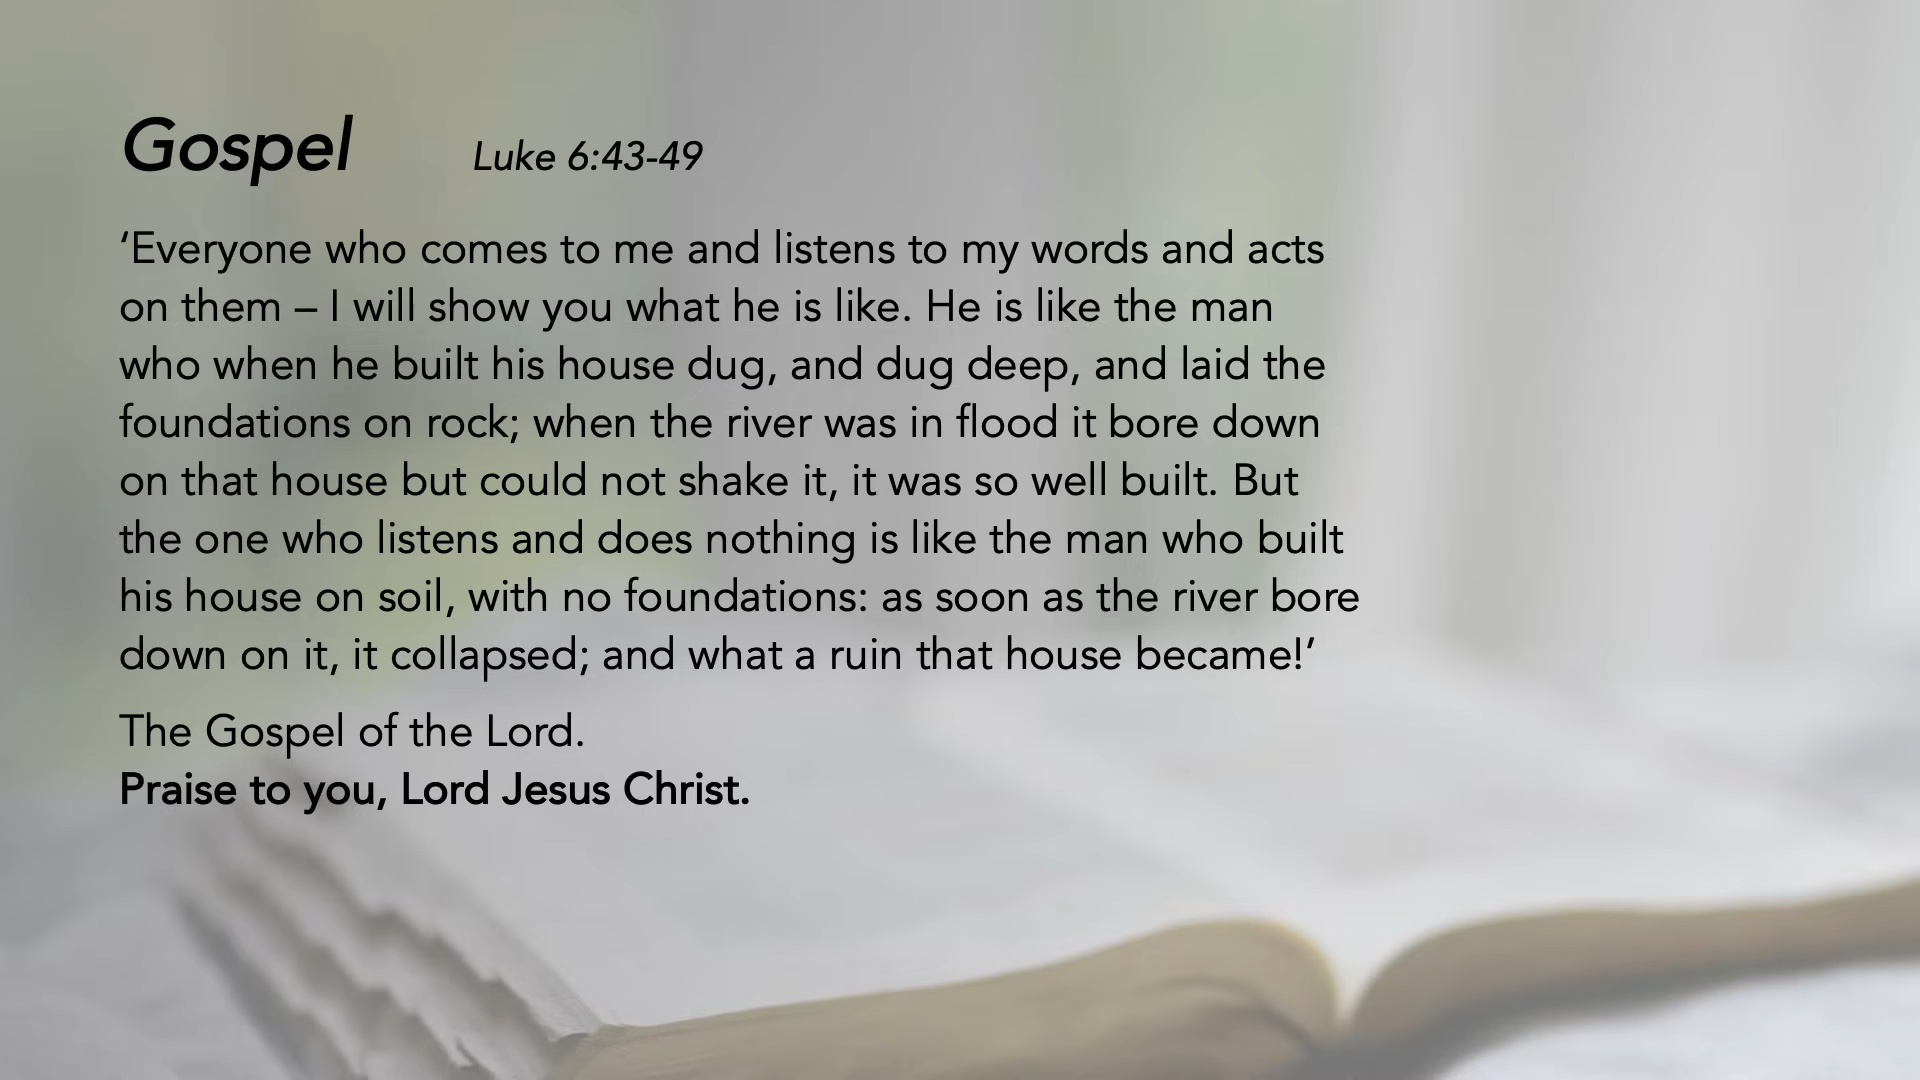 Gospel Luke 6:43-49
‘Everyone who comes to me and listens to my words and acts
on them – I will show you what he is like. He is like the man
who when he built his house dug, and dug deep, and laid the
foundations on rock; when the river was in flood it bore down
on that house but could not shake it, it was so well built. But
the one who listens and does nothing is like the man who built
his house on soil, with no foundations: as soon as the river bore
down on it, it collapsed; and what a ruin that house became!’
The Gospel of the Lord.
Praise to you, Lord Jesus Christ.